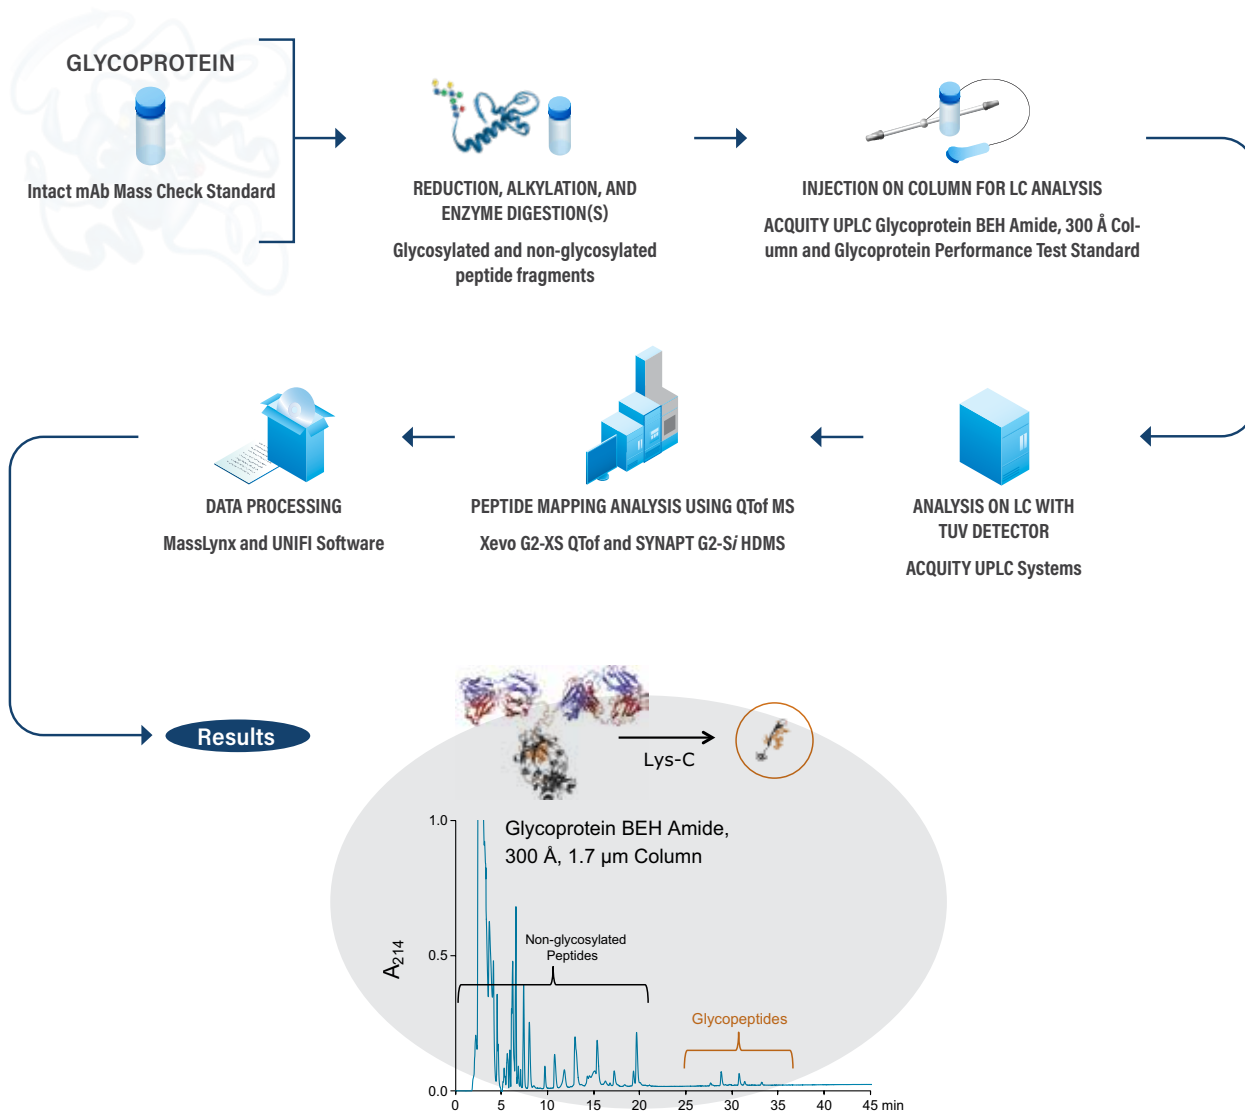 GLYCOPROTEIN
Intact mAb Mass Check Standard
REDUCTION, ALKYLATION, AND
ENZYME DIGESTION(S)
Glycosylated and non-glycosylated
peptide fragments
INJECTION ON COLUMN FOR LC ANALYSIS
ACQUITY UPLC Glycoprotein BEH Amide, 300 Å Col-
umn and Glycoprotein Performance Test Standard
ANALYSIS ON LC WITH
TUV DETECTOR
ACQUITY UPLC Systems
PEPTIDE MAPPING ANALYSIS USING QTof MS
Xevo G2-XS QTof and SYNAPT G2-Si HDMS
DATA PROCESSING
MassLynx and UNIFI Software
Results
Lys-C
Glycoprotein BEH Amide,
300 Å, 1.7 µm Column
Non-glycosylated
Peptides
Glycopeptides
A214
1.0
0.5
0.0
0 5 10 15 20 25 30 35 40 45 min